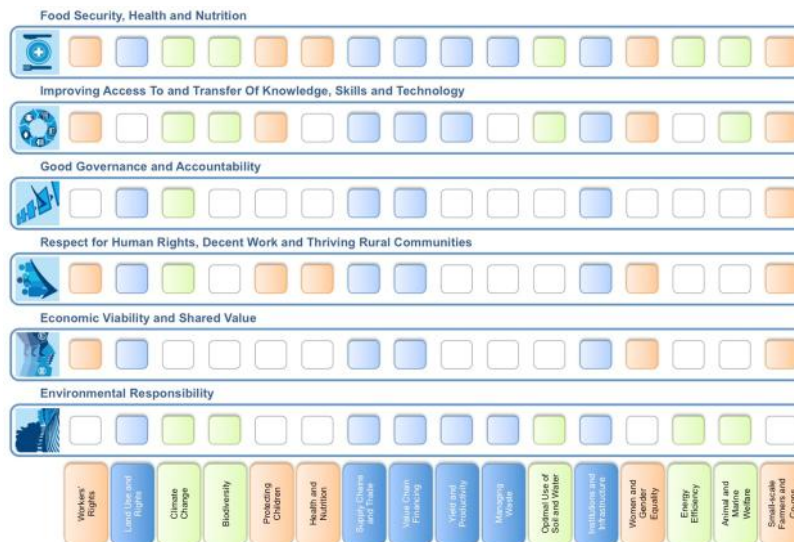 Food Security, Health and Nutrition
Improving Access To and Transfer Of Knowledge, Skills and Technology
Good Governance and Accountability
Respect for Human Rights, Decent Work and Thriving Rural Communities
Economic Viability and Shared Value
Environmental Responsibility
Workers'
Rights
Land Use and
Rights
Climate
Change
Biodiversity
Protecting
Children
Health and
Nutrition
Supply Chains
and Trade
Value Chain
Financing
Yield and
Productivity
Managing
Waste
Optimal Use of
Soil and Water
Institutions and
Infrastructure
Women and
Gender
Equality
Energy
Efficiency
Animal and
Marine
Welfare
Small-scale
Farmers and